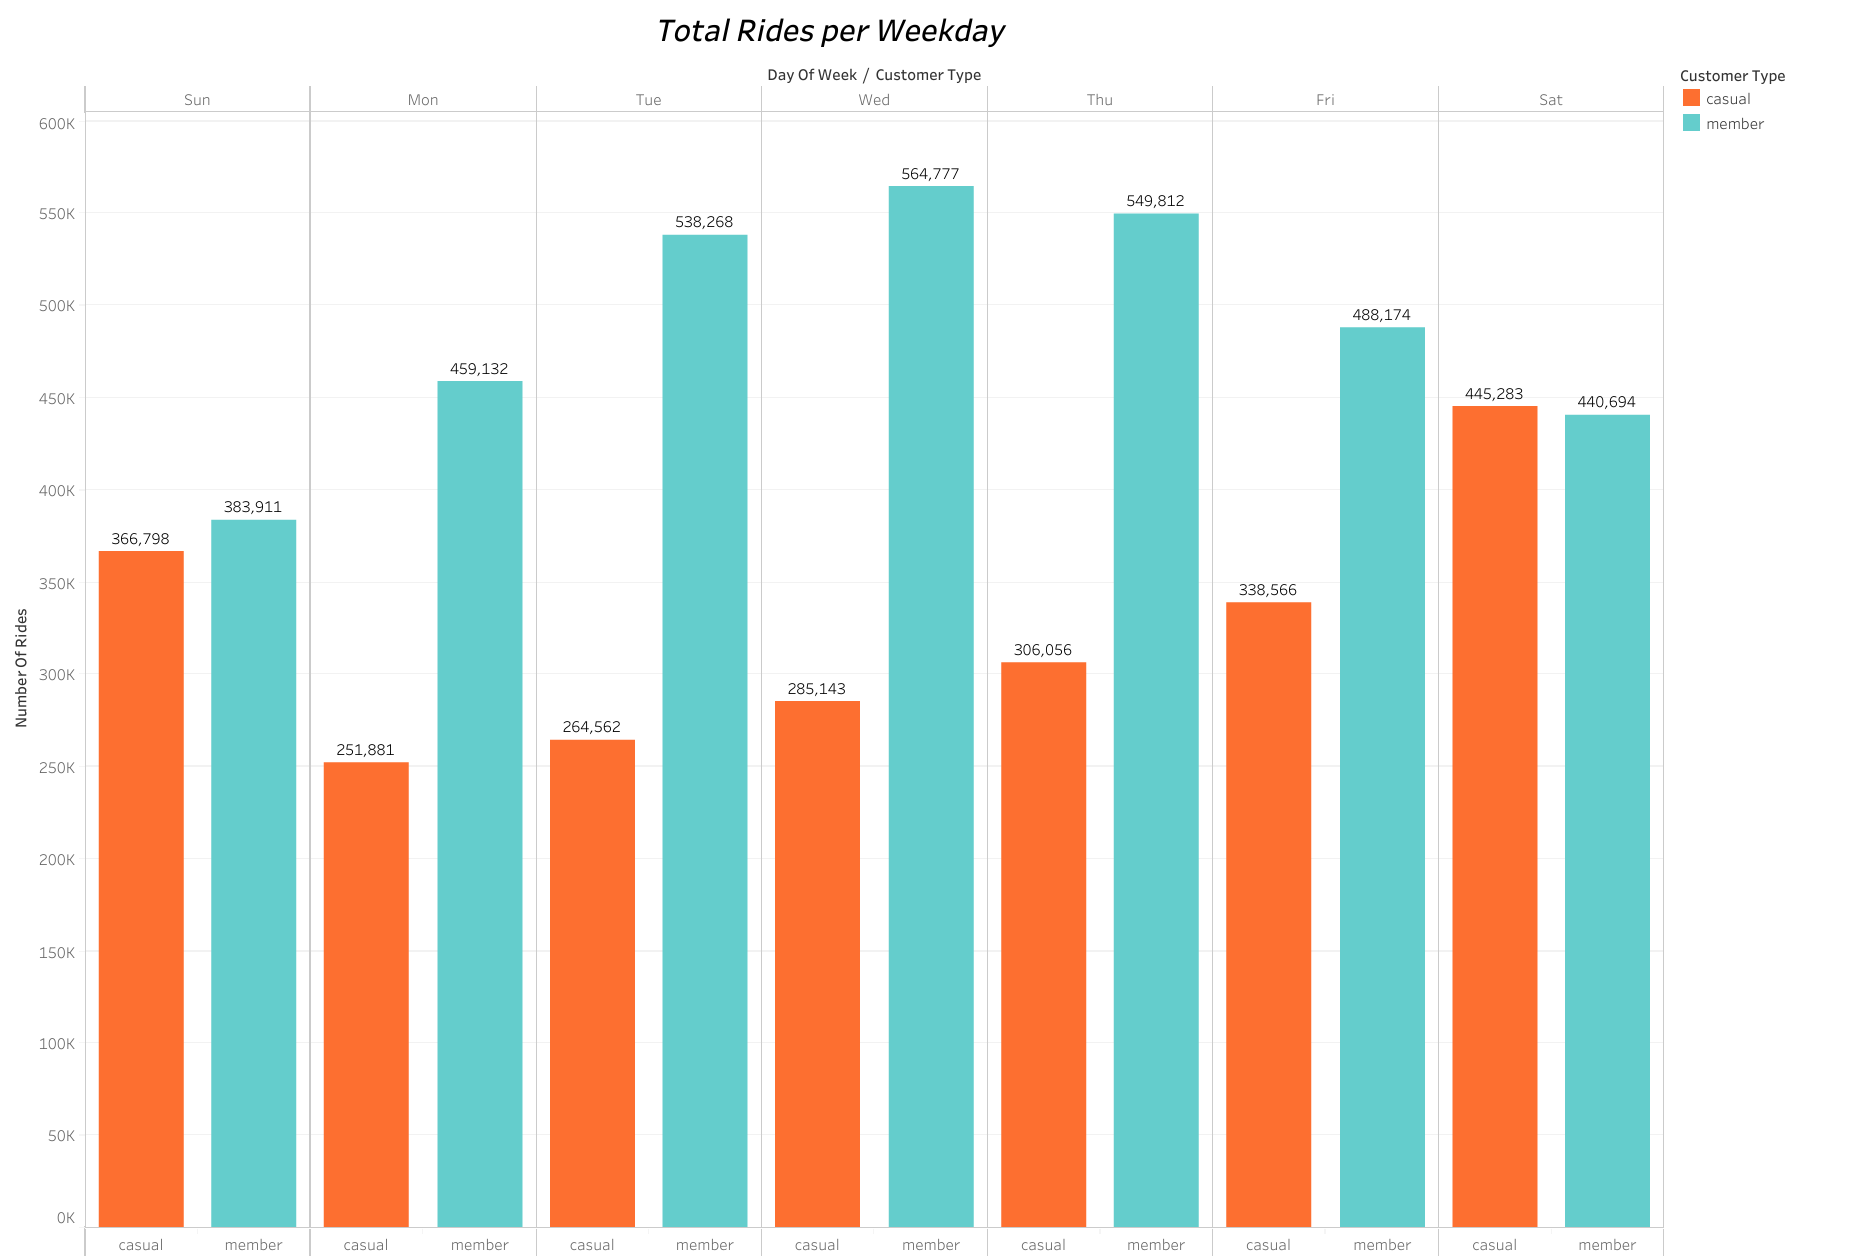 Total Rides per Weekday
Day Of Week / Customer Type
Customer Type
casual
member
Sun Mon Tue Wed Thu Fri Sat
600K
550K
500K
450K
400K
350K
300K
250K
200K
150K
100K
50K
0K
Number Of Rides
366,798
383,911
251,881
459,132
264,562
538,268
285,143
564,777
306,056
549,812
338,566
488,174
445,283
440,694
casual member casual member casual member casual member casual member casual member casual member